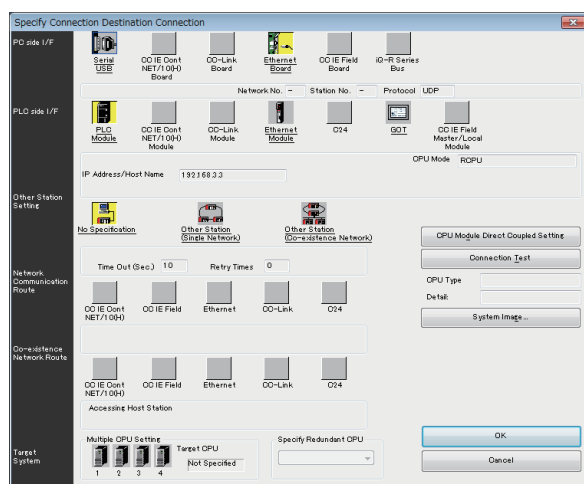 Specify Connection Destination Connection
PC side I/F
Serial USB
CC IE Cont NET/10(H) Board
CC-Link Board
Ethernet Board
CC IE Field Board
iQ-R Series Bus
Network No. - Station No. - Protocol UDP
PLC side I/F
PLC Module
CC IE Cont NET/10(H) Module
CC-Link Module
Ethernet Module
C24
GOT
CC IE Field Master/Local Module
CPU Mode RCPU
IP Address/Host Name 192.168.3.3
Other Station Setting
No Specification
Other Station (Single Network)
Other Station (Co-existence Network)
CPU Module Direct Coupled Setting
Connection Test
Time Out (Sec.) 10 Retry Times 0
CPU Type
Detail:
System Image...
Network Communication Route
CC IE Cont NET/10(H)
CC IE Field
Ethernet
CC-Link
C24
Co-existence Network Route
CC IE Cont NET/10(H)
CC IE Field
Ethernet
CC-Link
C24
Accessing Host Station
Target System
Multiple CPU Setting
1 2 3 4
Target CPU
Not Specified
Specify Redundant CPU
OK
Cancel